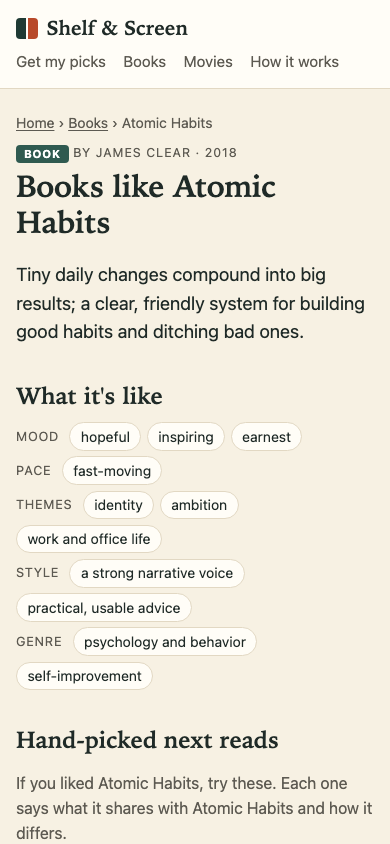 Shelf & Screen
Get my picks Books Movies How it works
Home › Books › Atomic Habits
BOOK BY JAMES CLEAR · 2018
Books like Atomic
Habits
Tiny daily changes compound into big
results; a clear, friendly system for building
good habits and ditching bad ones.
What it's like
MOOD hopeful inspiring earnest
PACE fast-moving
THEMES identity ambition
work and office life
STYLE a strong narrative voice
practical, usable advice
GENRE psychology and behavior
self-improvement
Hand-picked next reads
If you liked Atomic Habits, try these. Each one
says what it shares with Atomic Habits and how it
differs.